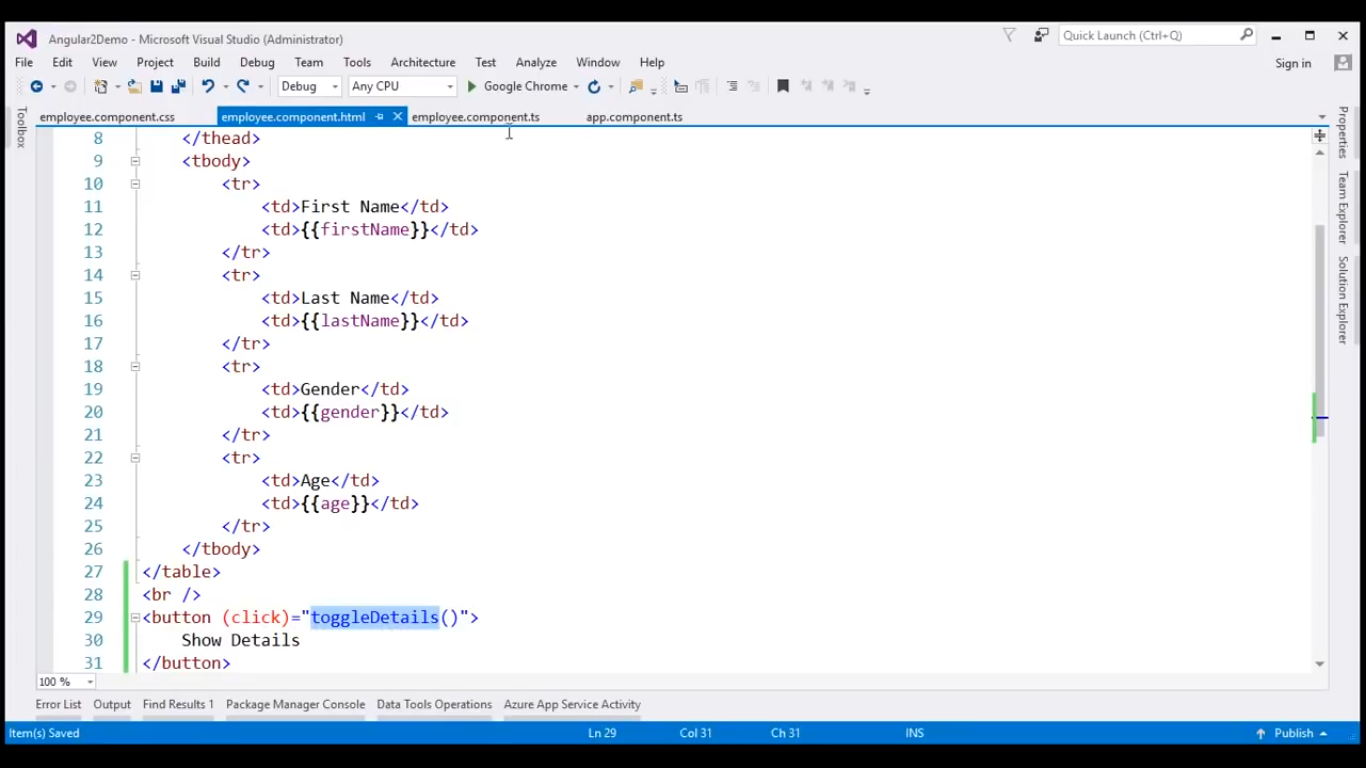 Angular2Demo - Microsoft Visual Studio (Administrator)
Quick Launch (Ctrl+Q)
File Edit View Project Build Debug Team Tools Architecture Test Analyze Window Help
Sign in
Debug Any CPU Google Chrome
employee.component.css employee.component.html employee.component.ts app.component.ts
Toolbox
Properties
Team Explorer
Solution Explorer
8 </thead>
9 <tbody>
10 <tr>
11 <td>First Name</td>
12 <td>{{firstName}}</td>
13 </tr>
14 <tr>
15 <td>Last Name</td>
16 <td>{{lastName}}</td>
17 </tr>
18 <tr>
19 <td>Gender</td>
20 <td>{{gender}}</td>
21 </tr>
22 <tr>
23 <td>Age</td>
24 <td>{{age}}</td>
25 </tr>
26 </tbody>
27 </table>
28 <br />
29 <button (click)="toggleDetails()">
30 Show Details
31 </button>
100 %
Error List Output Find Results 1 Package Manager Console Data Tools Operations Azure App Service Activity
Item(s) Saved Ln 29 Col 31 Ch 31 INS Publish